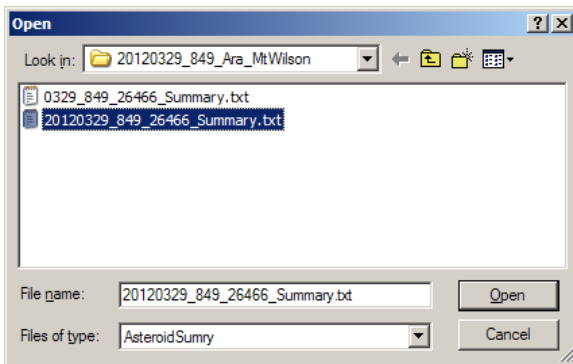 Open
Look in: 20120329_849_Ara_MtWilson
0329_849_26466_Summary.txt
20120329_849_26466_Summary.txt
File name: 20120329_849_26466_Summary.txt Open
Files of type: AsteroidSumry Cancel